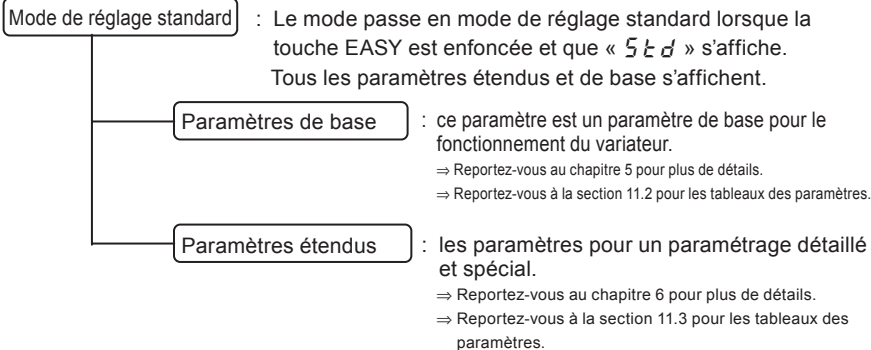 Mode de réglage standard : Le mode passe en mode de réglage standard lorsque la
touche EASY est enfoncée et que « Std » s'affiche.
Tous les paramètres étendus et de base s'affichent.
Paramètres de base : ce paramètre est un paramètre de base pour le
fonctionnement du variateur.
⇒ Reportez-vous au chapitre 5 pour plus de détails.
⇒ Reportez-vous à la section 11.2 pour les tableaux des paramètres.
Paramètres étendus : les paramètres pour un paramétrage détaillé
et spécial.
⇒ Reportez-vous au chapitre 6 pour plus de détails.
⇒ Reportez-vous à la section 11.3 pour les tableaux des
paramètres.